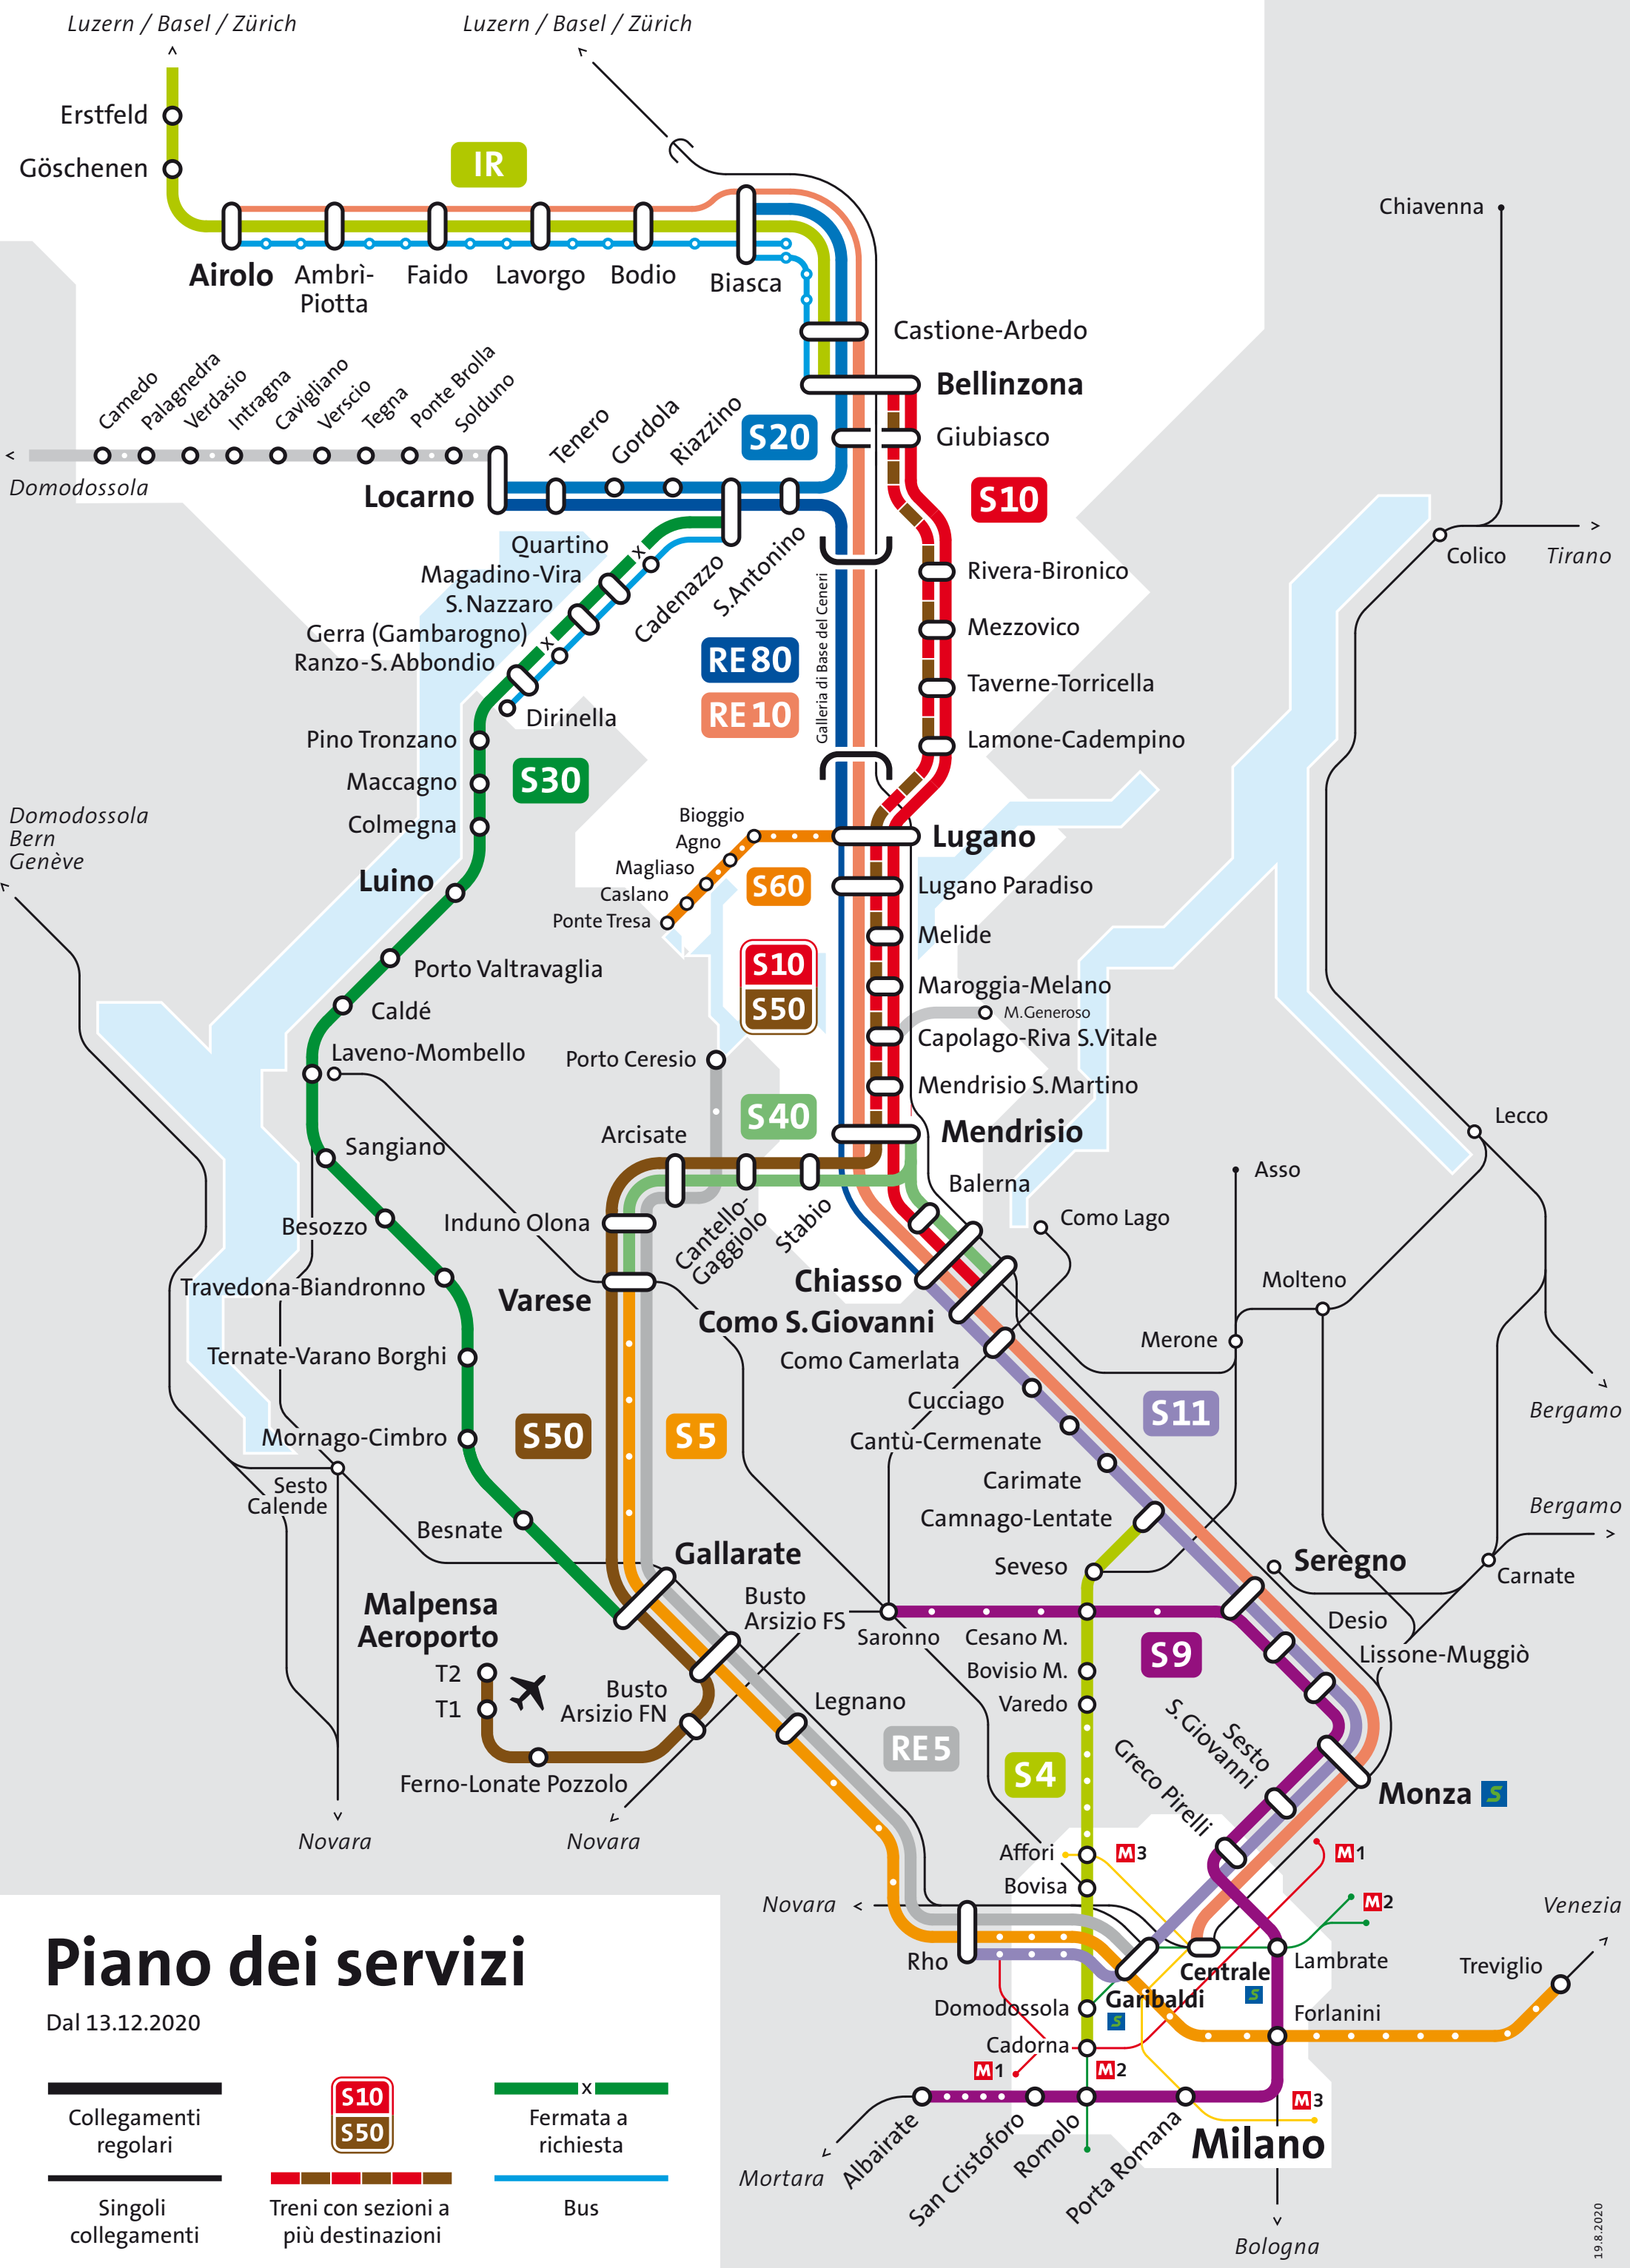 Luzern / Basel / Zürich
Luzern / Basel / Zürich
Erstfeld
Göschenen
IR
Airolo
Ambrì-
Piotta
Faido
Lavorgo
Bodio
Biasca
Castione-Arbedo
Chiavenna
Camedo
Palagnedra
Verdasio
Intragna
Cavigliano
Verscio
Tegna
Ponte Brolla
Solduno
Domodossola
Locarno
Tenero
Gordola
Riazzino
S20
Bellinzona
Giubiasco
S10
Colico
Tirano
Quartino
Magadino-Vira
S.Nazzaro
Gerra (Gambarogno)
Ranzo-S.Abbondio
Dirinella
Cadenazzo
S.Antonino
Galleria di Base del Ceneri
RE80
RE10
Rivera-Bironico
Mezzovico
Taverne-Torricella
Lamone-Cadempino
Pino Tronzano
Maccagno
Colmegna
S30
Luino
Domodossola
Bern
Genève
Bioggio
Agno
Magliaso
Caslano
Ponte Tresa
S60
Lugano
Lugano Paradiso
Melide
Maroggia-Melano
M.Generoso
Capolago-Riva S.Vitale
Mendrisio S.Martino
Mendrisio
S10
S50
Porto Valtravaglia
Caldé
Laveno-Mombello
Porto Ceresio
S40
Arcisate
Sangiano
Besozzo
Induno Olona
Cantello-
Gaggiolo
Stabio
Balerna
Como Lago
Asso
Lecco
Molteno
Merone
Travedona-Biandronno
Varese
Chiasso
Como S.Giovanni
Como Camerlata
Cucciago
Cantù-Cermenate
Carimate
Camnago-Lentate
S11
Bergamo
Ternate-Varano Borghi
Mornago-Cimbro
S50
S5
Sesto
Calende
Besnate
Gallarate
Seveso
Seregno
Bergamo
Carnate
Malpensa
Aeroporto
T2
T1
Busto
Arsizio FS
Saronno
Cesano M.
Bovisio M.
Varedo
S9
Desio
Lissone-Muggiò
Busto
Arsizio FN
Legnano
RE5
S4
Ferno-Lonate Pozzolo
Sesto
S.Giovanni
Greco Pirelli
Monza S
Novara
Novara
Affori
M3
M1
Bovisa
M2
Novara
Venezia
Rho
Lambrate
Treviglio
Centrale
S
Domodossola
Garibaldi
S
Forlanini
Cadorna
M1
M2
M3
Milano
Albairate
San Cristoforo
Romolo
Porta Romana
Mortara
Bologna
Piano dei servizi
Dal 13.12.2020
Collegamenti
regolari
S10
S50
x
Fermata a
richiesta
Singoli
collegamenti
Treni con sezioni a
più destinazioni
Bus
19.8.2020